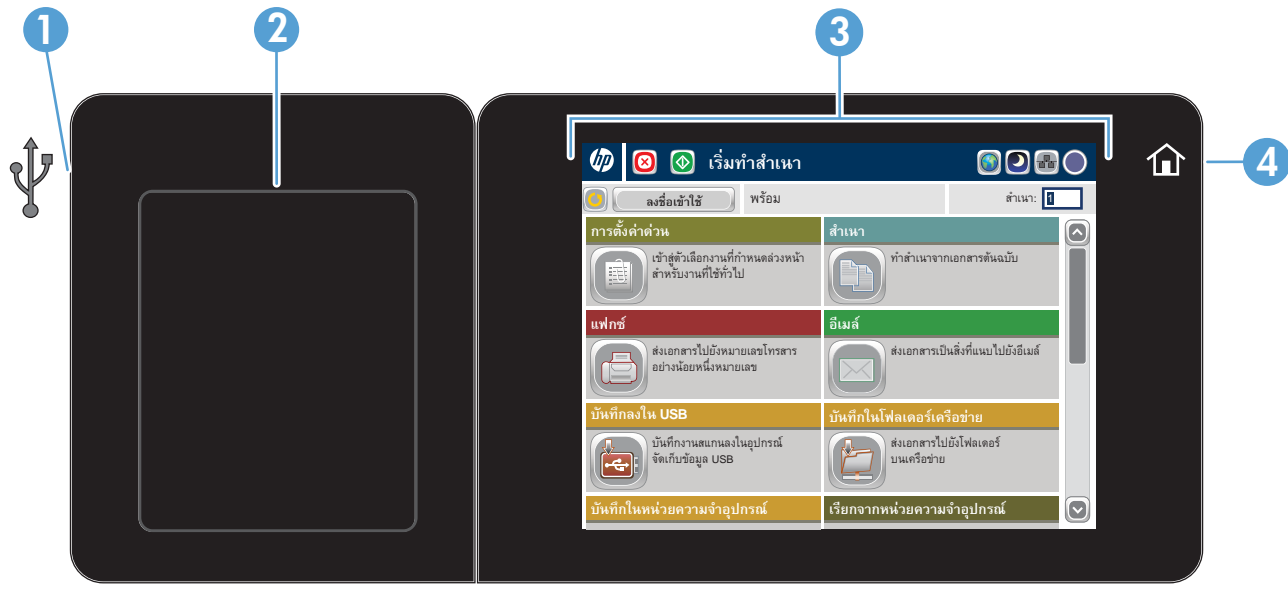 1
2
3
4
hp
เริ่มทำสำเนา
ลงชื่อเข้าใช้
พร้อม
สำเนา: 1
การตั้งค่าด่วน
เข้าสู่ตัวเลือกงานที่กำหนดล่วงหน้า
สำหรับงานที่ใช้ทั่วไป
สำเนา
ทำสำเนาจากเอกสารต้นฉบับ
แฟกซ์
ส่งเอกสารไปยังหมายเลขโทรสาร
อย่างน้อยหนึ่งหมายเลข
อีเมล์
ส่งเอกสารเป็นสิ่งที่แนบไปยังอีเมล์
บันทึกลงใน USB
บันทึกงานสแกนลงในอุปกรณ์
จัดเก็บข้อมูล USB
บันทึกในโฟลเดอร์เครือข่าย
ส่งเอกสารไปยังโฟลเดอร์
บนเครือข่าย
บันทึกในหน่วยความจำอุปกรณ์
เรียกจากหน่วยความจำอุปกรณ์